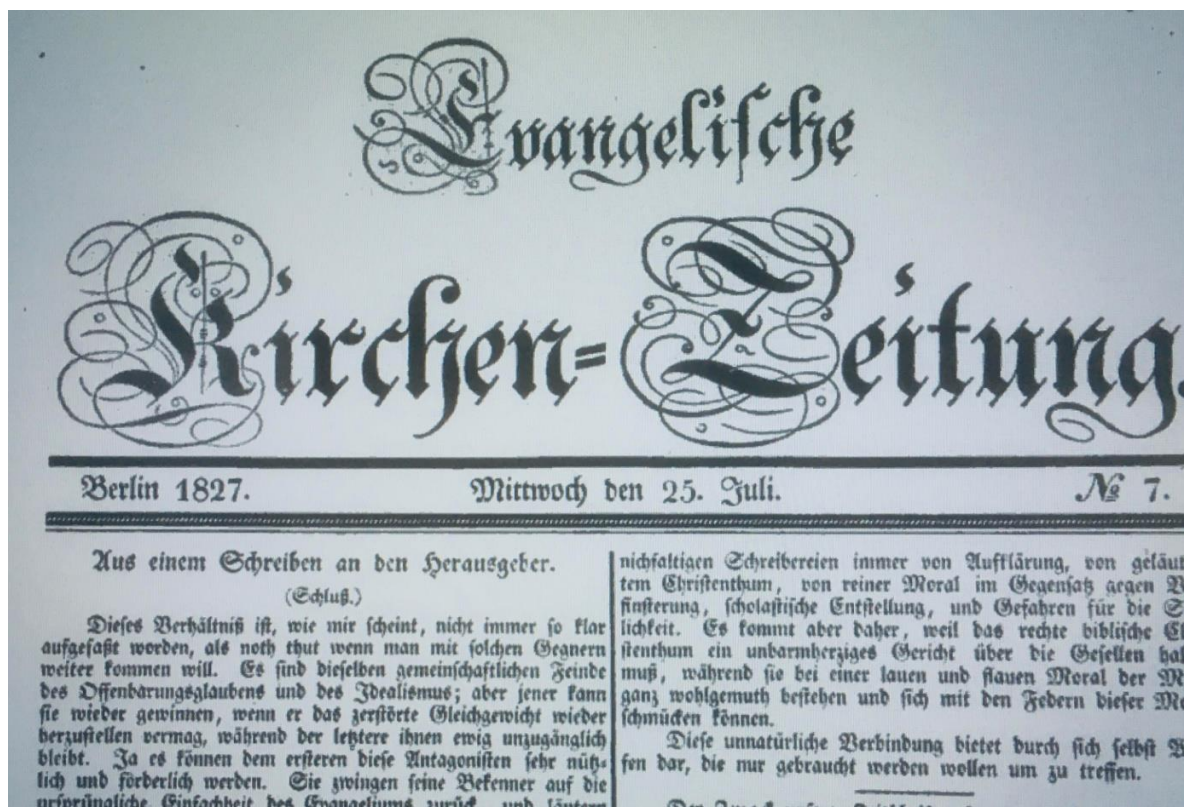 Evangelische
Kirchen=Zeitung.
Berlin 1827.
Mittwoch den 25. Juli.
№ 7.
Aus einem Schreiben an den Herausgeber.
(Schluß.)
Dieses Verhältniß ist, wie mir scheint, nicht immer so klar
aufgefaßt worden, als noth thut wenn man mit solchen Gegnern
weiter kommen will. Es sind dieselben gemeinschaftlichen Feinde
des Offenbarungsglaubens und des Idealismus; aber jener kann
sie wieder gewinnen, wenn er das zerstörte Gleichgewicht wieder
herzustellen vermag, während der letztere ihnen ewig unzugänglich
bleibt. Ja es können dem ersteren diese Antagonisten sehr nütz-
lich und förderlich werden. Sie zwingen seine Bekenner auf die
ursprüngliche Einfachheit des Evangeliums zurück, und läutern
nichfaltigen Schreibereien immer von Aufklärung, von geläu
tem Christenthum, von reiner Moral im Gegensatz gegen
finsterung, scholastische Entstellung, und Gefahren für die
lichkeit. Es kommt aber daher, weil das rechte biblische
stenthum ein unbarmherziges Gericht über die Gesellen
muß, während sie bei einer lauen und flauen Moral der
ganz wohlgemuth bestehen und sich mit den Federn dieser
schmücken können.
Diese unnatürliche Verbindung bietet durch sich selbst
fen dar, die nur gebraucht werden wollen um zu treffen.